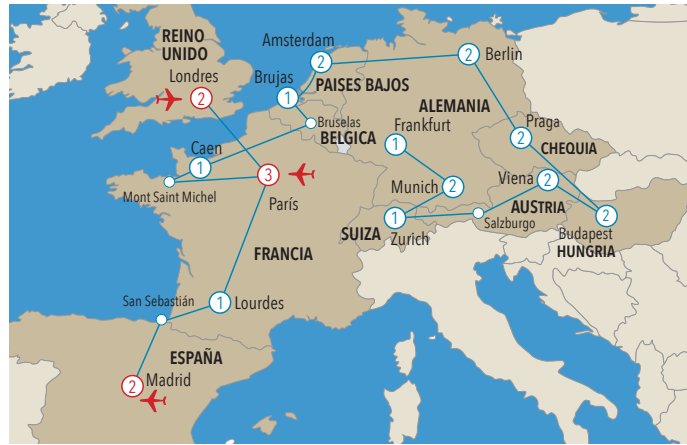 REINO
UNIDO
Londres
2
Amsterdam
2
Berlin
2
Brujas
1
PAISES BAJOS
ALEMANIA
Bruselas
BELGICA
Frankfurt
1
Praga
2
CHEQUIA
Caen
1
Mont Saint Michel
3
París
Munich
2
Viena
2
AUSTRIA
Salzburgo
2
Budapest
HUNGRIA
SUIZA
1
Zurich
FRANCIA
San Sebastián
1
Lourdes
ESPAÑA
2
Madrid